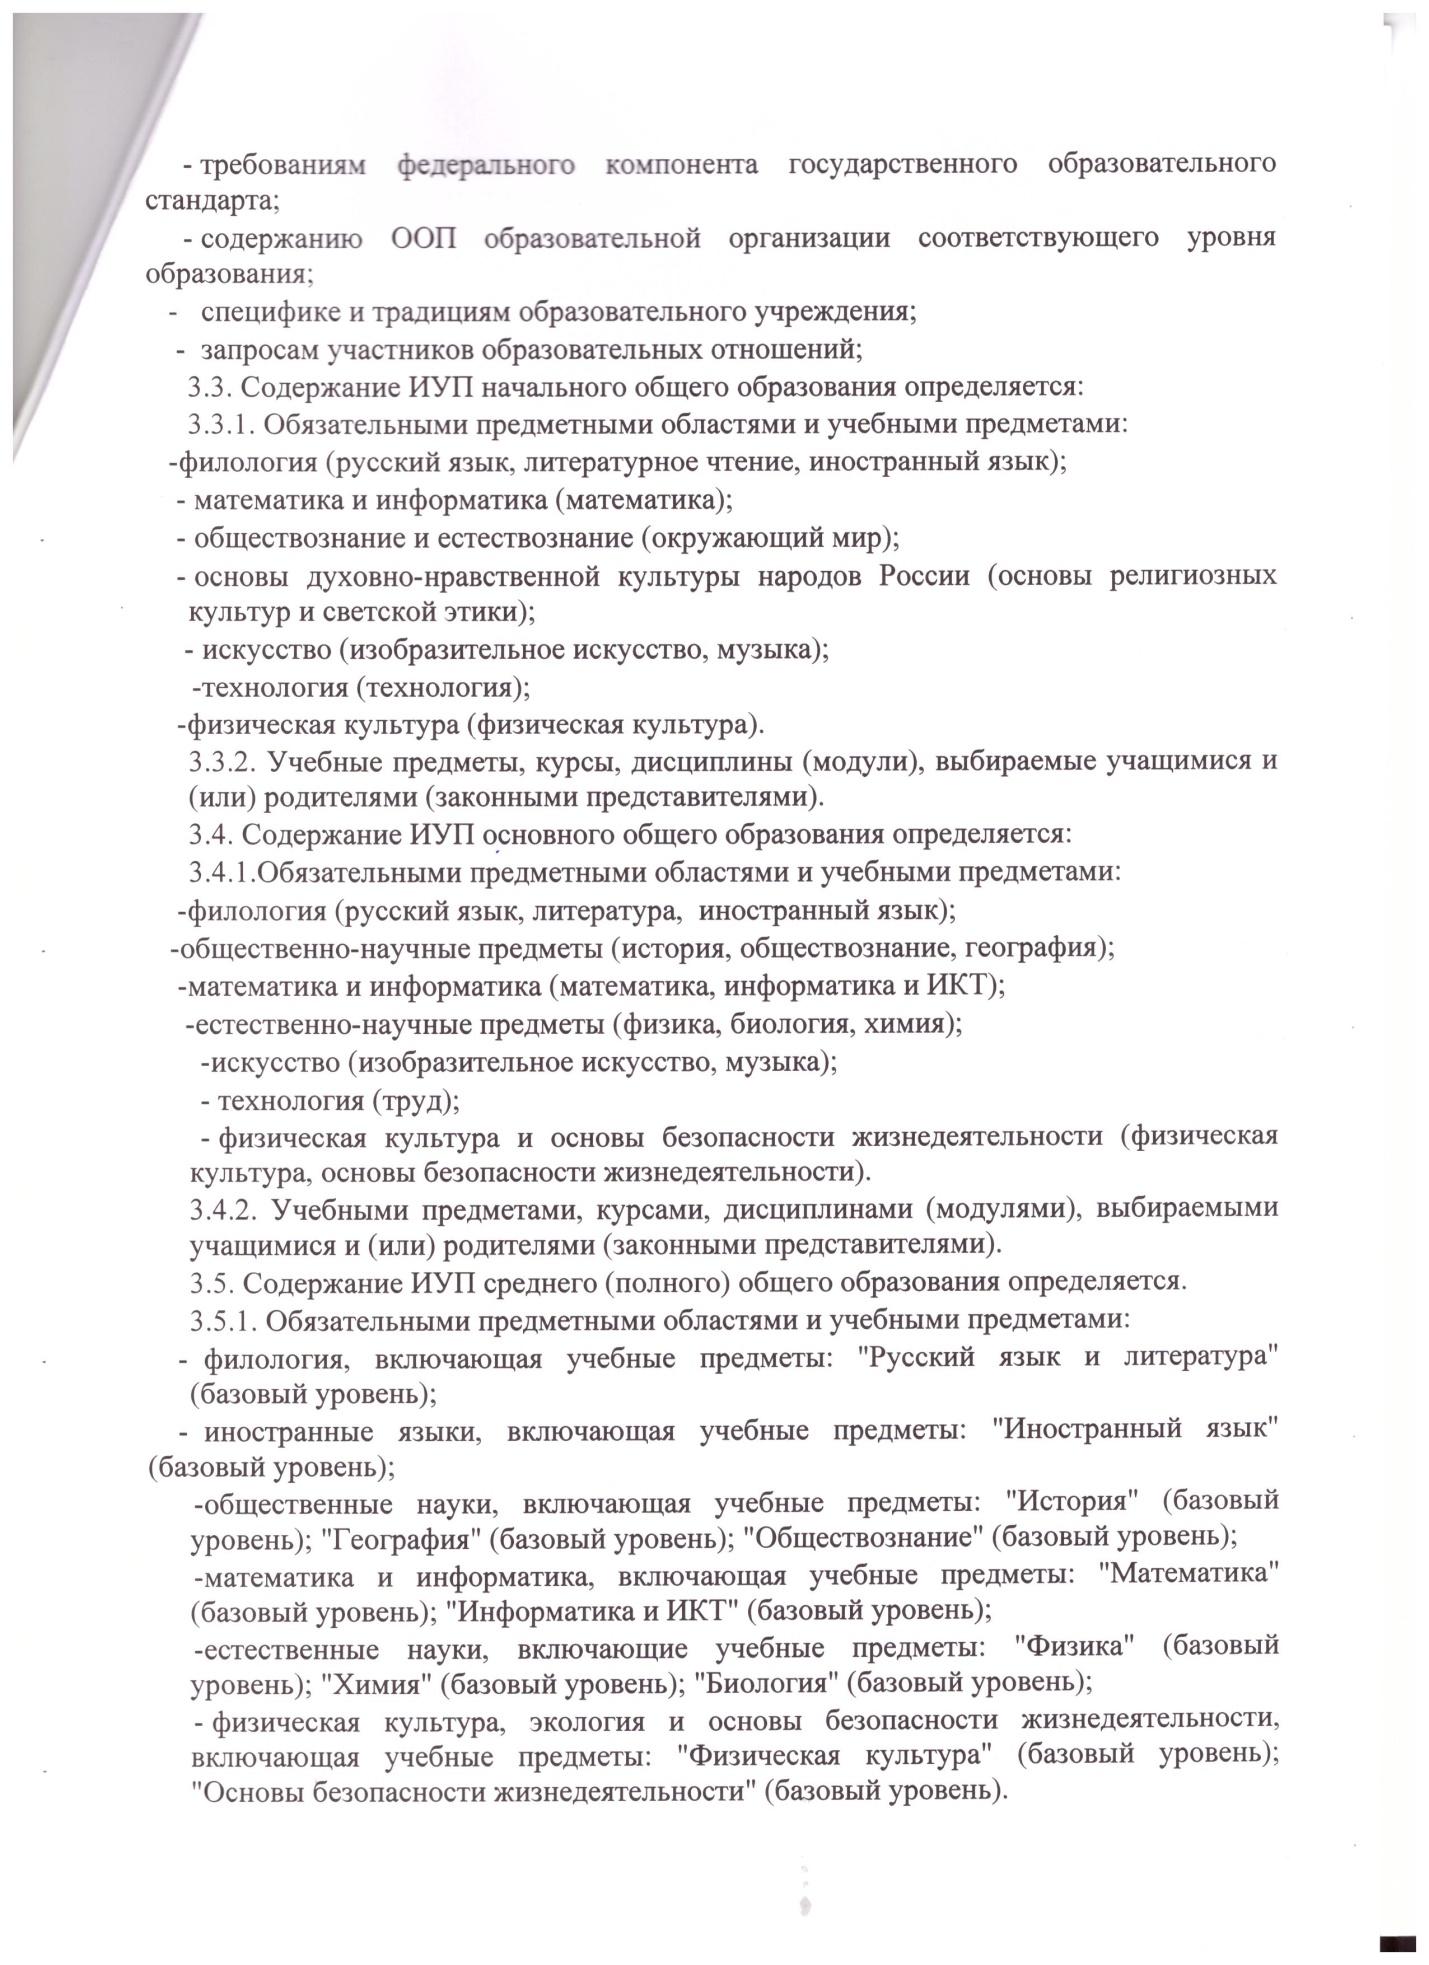 - требованиям федерального компонента государственного образовательного
стандарта;
- содержанию ООП образовательной организации соответствующего уровня
образования;
- специфике и традициям образовательного учреждения;
- запросам участников образовательных отношений;
3.3. Содержание ИУП начального общего образования определяется:
3.3.1. Обязательными предметными областями и учебными предметами:
-филология (русский язык, литературное чтение, иностранный язык);
- математика и информатика (математика);
- обществознание и естествознание (окружающий мир);
- основы духовно-нравственной культуры народов России (основы религиозных
культур и светской этики);
- искусство (изобразительное искусство, музыка);
-технология (технология);
-физическая культура (физическая культура).
3.3.2. Учебные предметы, курсы, дисциплины (модули), выбираемые учащимися и
(или) родителями (законными представителями).
3.4. Содержание ИУП основного общего образования определяется:
3.4.1.Обязательными предметными областями и учебными предметами:
-филология (русский язык, литература, иностранный язык);
-общественно-научные предметы (история, обществознание, география);
-математика и информатика (математика, информатика и ИКТ);
-естественно-научные предметы (физика, биология, химия);
-искусство (изобразительное искусство, музыка);
- технология (труд);
- физическая культура и основы безопасности жизнедеятельности (физическая
культура, основы безопасности жизнедеятельности).
3.4.2. Учебными предметами, курсами, дисциплинами (модулями), выбираемыми
учащимися и (или) родителями (законными представителями).
3.5. Содержание ИУП среднего (полного) общего образования определяется.
3.5.1. Обязательными предметными областями и учебными предметами:
- филология, включающая учебные предметы: "Русский язык и литература"
(базовый уровень);
- иностранные языки, включающая учебные предметы: "Иностранный язык"
(базовый уровень);
-общественные науки, включающая учебные предметы: "История" (базовый
уровень); "География" (базовый уровень); "Обществознание" (базовый уровень);
-математика и информатика, включающая учебные предметы: "Математика"
(базовый уровень); "Информатика и ИКТ" (базовый уровень);
-естественные науки, включающие учебные предметы: "Физика" (базовый
уровень); "Химия" (базовый уровень); "Биология" (базовый уровень);
- физическая культура, экология и основы безопасности жизнедеятельности,
включающая учебные предметы: "Физическая культура" (базовый уровень);
"Основы безопасности жизнедеятельности" (базовый уровень).